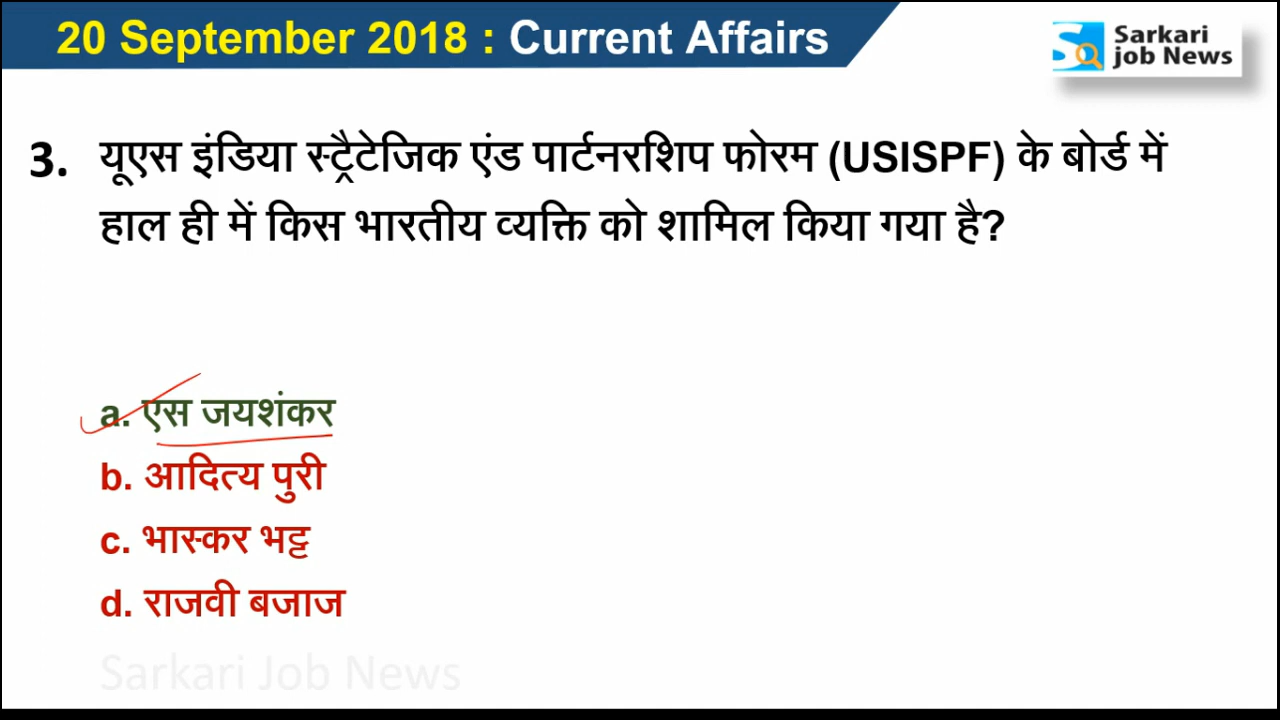 20 September 2018 : Current Affairs
Sarkari
Job News
3. यूएस इंडिया स्ट्रैटेजिक एंड पार्टनरशिप फोरम (USISPF) के बोर्ड में
हाल ही में किस भारतीय व्यक्ति को शामिल किया गया है?
a. एस जयशंकर
b. आदित्य पुरी
c. भास्कर भट्ट
d. राजवी बजाज
Sarkari Job News